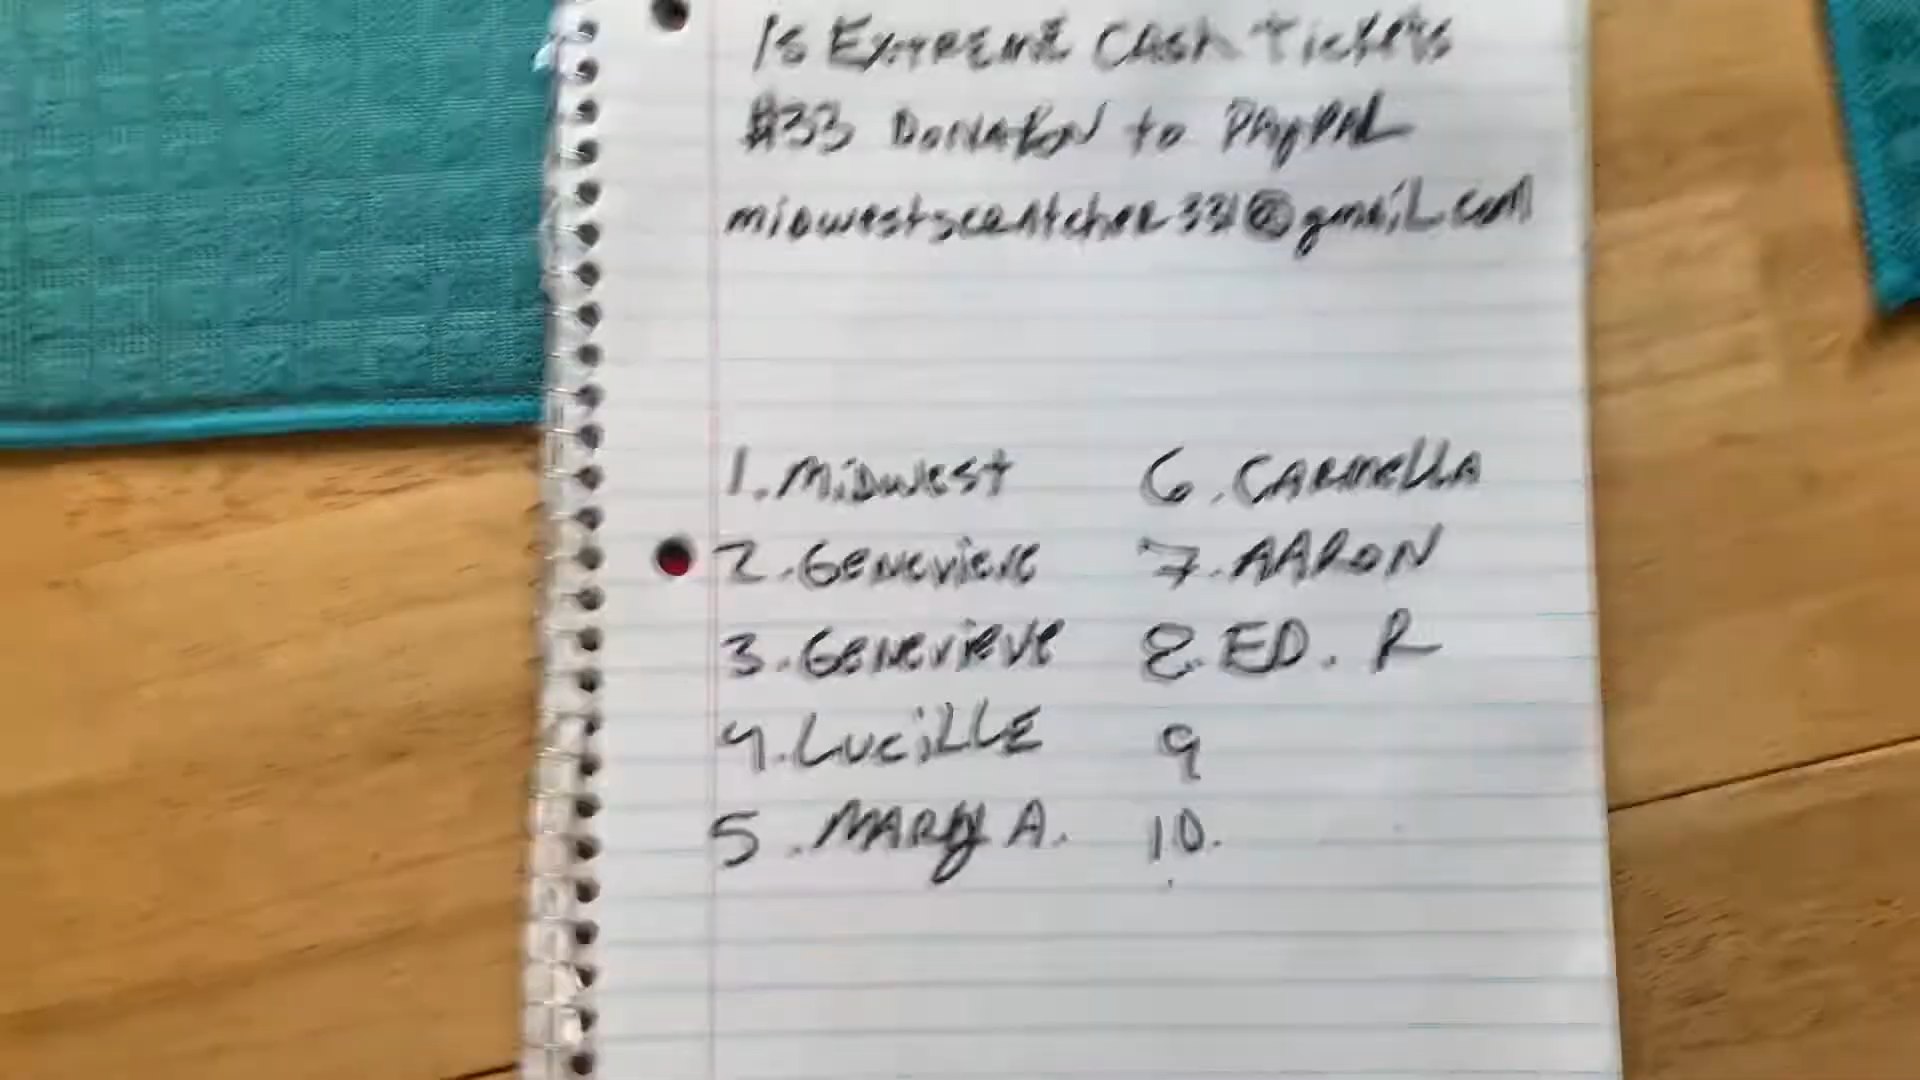 15 EXTREME CASH TICKETS
$33 DONATION to PAYPAL
midwestscratcher331@gmail.com
1. MIDWEST
2. GENEVIEVE
3. GENEVIEVE
4. LUCILLE
5. MARY A.
6. CARMELLA
7. AARON
8. ED. R
9
10.